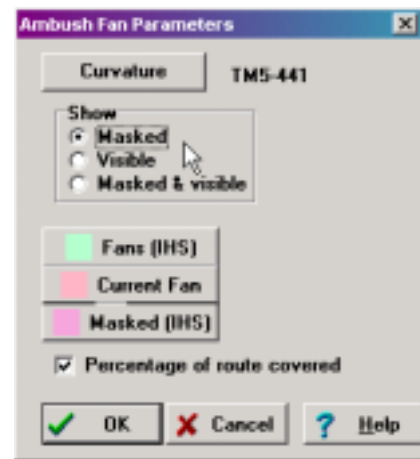 Ambush Fan Parameters
Curvature TM5-441
Show
Masked
Visible
Masked & visible
Fans (IHS)
Current Fan
Masked (IHS)
Percentage of route covered
OK Cancel Help